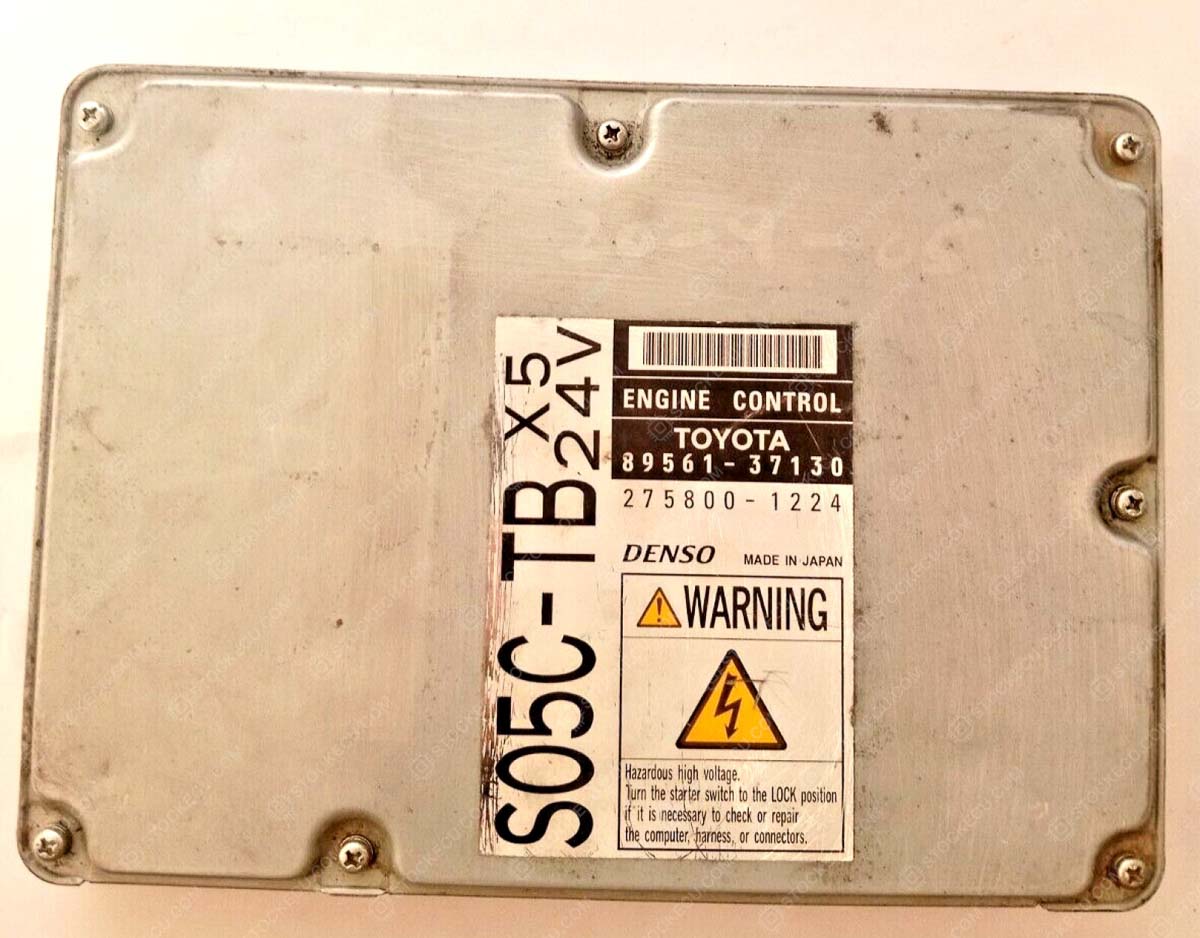 S05C-TB
X5
24V
ENGINE CONTROL
TOYOTA
89561-37130
275800-1224
DENSO MADE IN JAPAN
WARNING
Hazardous high voltage.
Turn the starter switch to the LOCK position
if it is necessary to check or repair
the computer, harness, or connectors.